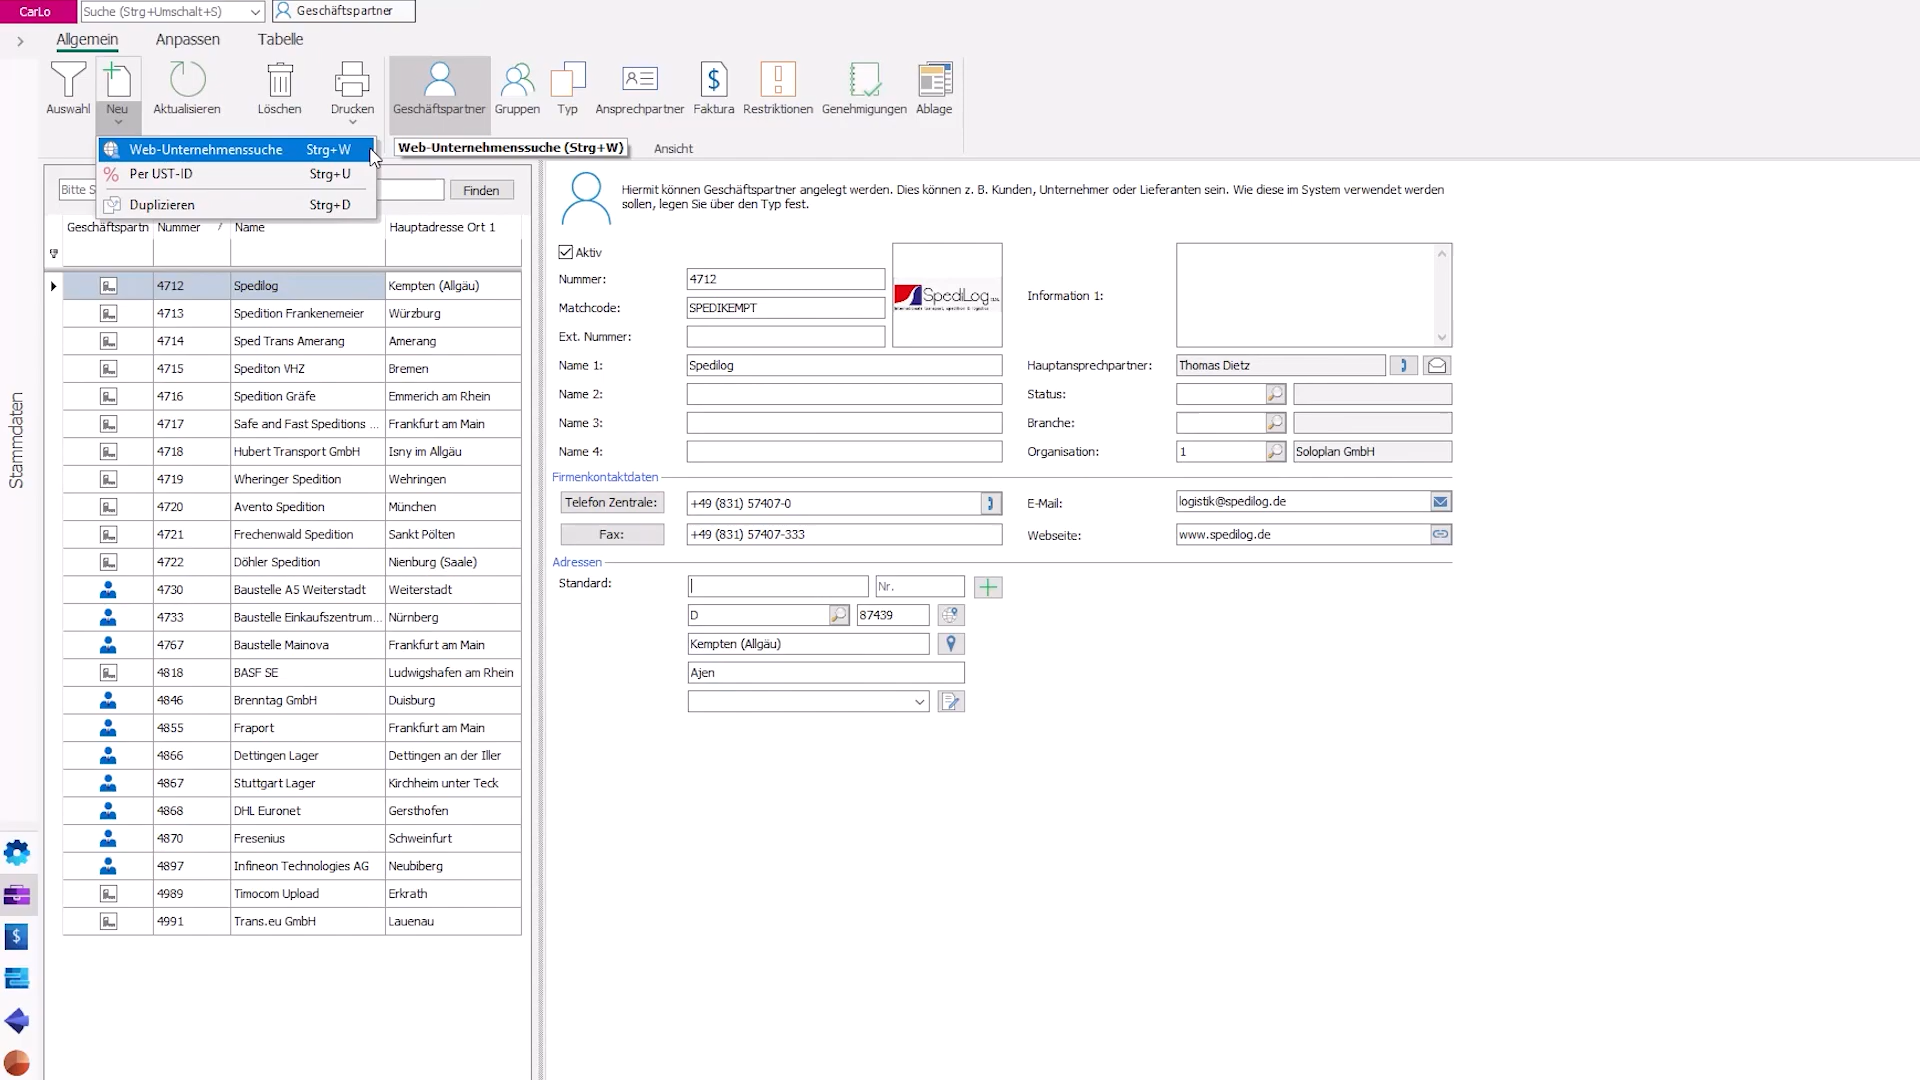 CarLo
Suche (Strg+Umschalt+S)
Geschäftspartner
Allgemein
Anpassen
Tabelle
Auswahl
Neu
Aktualisieren
Löschen
Drucken
Geschäftspartner
Gruppen
Typ
Ansprechpartner
Faktura
Restriktionen
Genehmigungen
Ablage
Web-Unternehmenssuche Strg+W
Web-Unternehmenssuche (Strg+W)
Ansicht
Per UST-ID Strg+U
Duplizieren Strg+D
Bitte S
Finden
Stammdaten
Geschäftspartn Nummer Name Hauptadresse Ort 1
4712 Spedilog Kempten (Allgäu)
4713 Spedition Frankenemeier Würzburg
4714 Sped Trans Amerang Amerang
4715 Spediton VHZ Bremen
4716 Spedition Gräfe Emmerich am Rhein
4717 Safe and Fast Speditions ... Frankfurt am Main
4718 Hubert Transport GmbH Isny im Allgäu
4719 Wheringer Spedition Wehringen
4720 Avento Spedition München
4721 Frechenwald Spedition Sankt Pölten
4722 Döhler Spedition Nienburg (Saale)
4730 Baustelle A5 Weiterstadt Weiterstadt
4733 Baustelle Einkaufszentrum... Nürnberg
4767 Baustelle Mainova Frankfurt am Main
4818 BASF SE Ludwigshafen am Rhein
4846 Brenntag GmbH Duisburg
4855 Fraport Frankfurt am Main
4866 Dettingen Lager Dettingen an der Iller
4867 Stuttgart Lager Kirchheim unter Teck
4868 DHL Euronet Gersthofen
4870 Fresenius Schweinfurt
4897 Infineon Technologies AG Neubiberg
4989 Timocom Upload Erkrath
4991 Trans.eu GmbH Lauenau
Hiermit können Geschäftspartner angelegt werden. Dies können z. B. Kunden, Unternehmer oder Lieferanten sein. Wie diese im System verwendet werden
sollen, legen Sie über den Typ fest.
Aktiv
Nummer: 4712
Matchcode: SPEDIKEMPT
SpediLog
Ext. Nummer:
Name 1: Spedilog
Name 2:
Name 3:
Name 4:
Information 1:
Hauptansprechpartner: Thomas Dietz
Status:
Branche:
Organisation: 1 Soloplan GmbH
Firmenkontaktdaten
Telefon Zentrale: +49 (831) 57407-0
Fax: +49 (831) 57407-333
E-Mail: logistik@spedilog.de
Webseite: www.spedilog.de
Adressen
Standard: Nr.
D 87439
Kempten (Allgäu)
Ajen